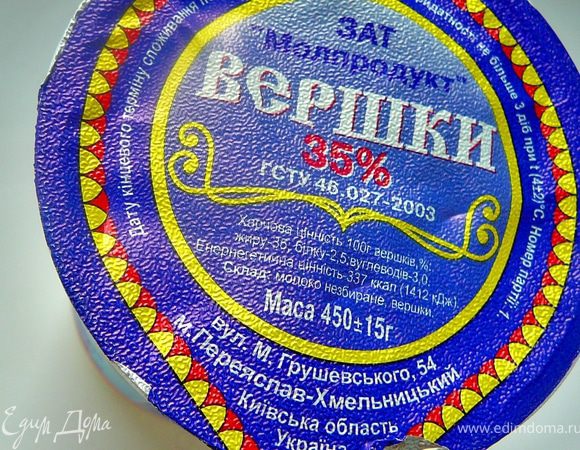 ЗАТ
"Молпродукт"
вершки
35%
ГСТУ 46.027-2003
Харчова цінність 100г вершків,%:
жиру-35, білку-2,5,вуглеводів-3,0.
Енергетична цінність-337 ккал (1412 кДж).
Склад: молоко незбиране, вершки.
Маса 450±15г
вул. М. Грушевського, 54
м.Переяслав-Хмельницький
Київська область
Україна
Дату кінцевого терміну споживання
не більше 3 діб при t (4±2)°С. Номер партії: 1
Едим Дома
www.edimdoma.ru